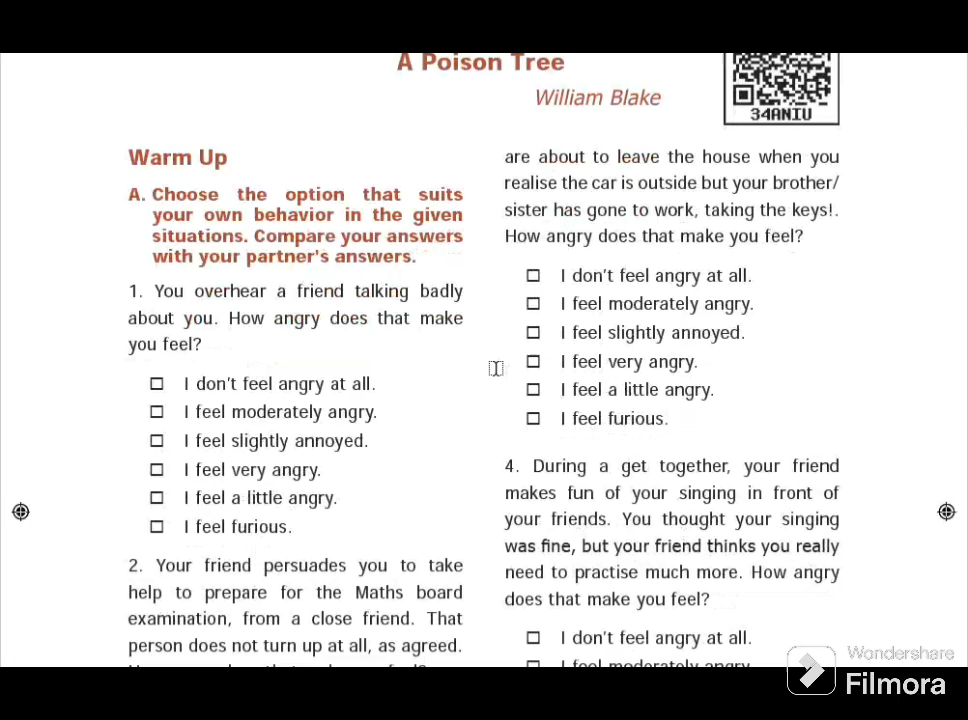 A Poison Tree
William Blake
34ANIU
Warm Up
A. Choose the option that suits
your own behavior in the given
situations. Compare your answers
with your partner's answers.
1. You overhear a friend talking badly
about you. How angry does that make
you feel?
I don't feel angry at all.
I feel moderately angry.
I feel slightly annoyed.
I feel very angry.
I feel a little angry.
I feel furious.
2. Your friend persuades you to take
help to prepare for the Maths board
examination, from a close friend. That
person does not turn up at all, as agreed.
are about to leave the house when you
realise the car is outside but your brother/
sister has gone to work, taking the keys!.
How angry does that make you feel?
I don't feel angry at all.
I feel moderately angry.
I feel slightly annoyed.
I feel very angry.
I feel a little angry.
I feel furious.
4. During a get together, your friend
makes fun of your singing in front of
your friends. You thought your singing
was fine, but your friend thinks you really
need to practise much more. How angry
does that make you feel?
I don't feel angry at all.
I feel moderately angry
Wondershare
Filmora